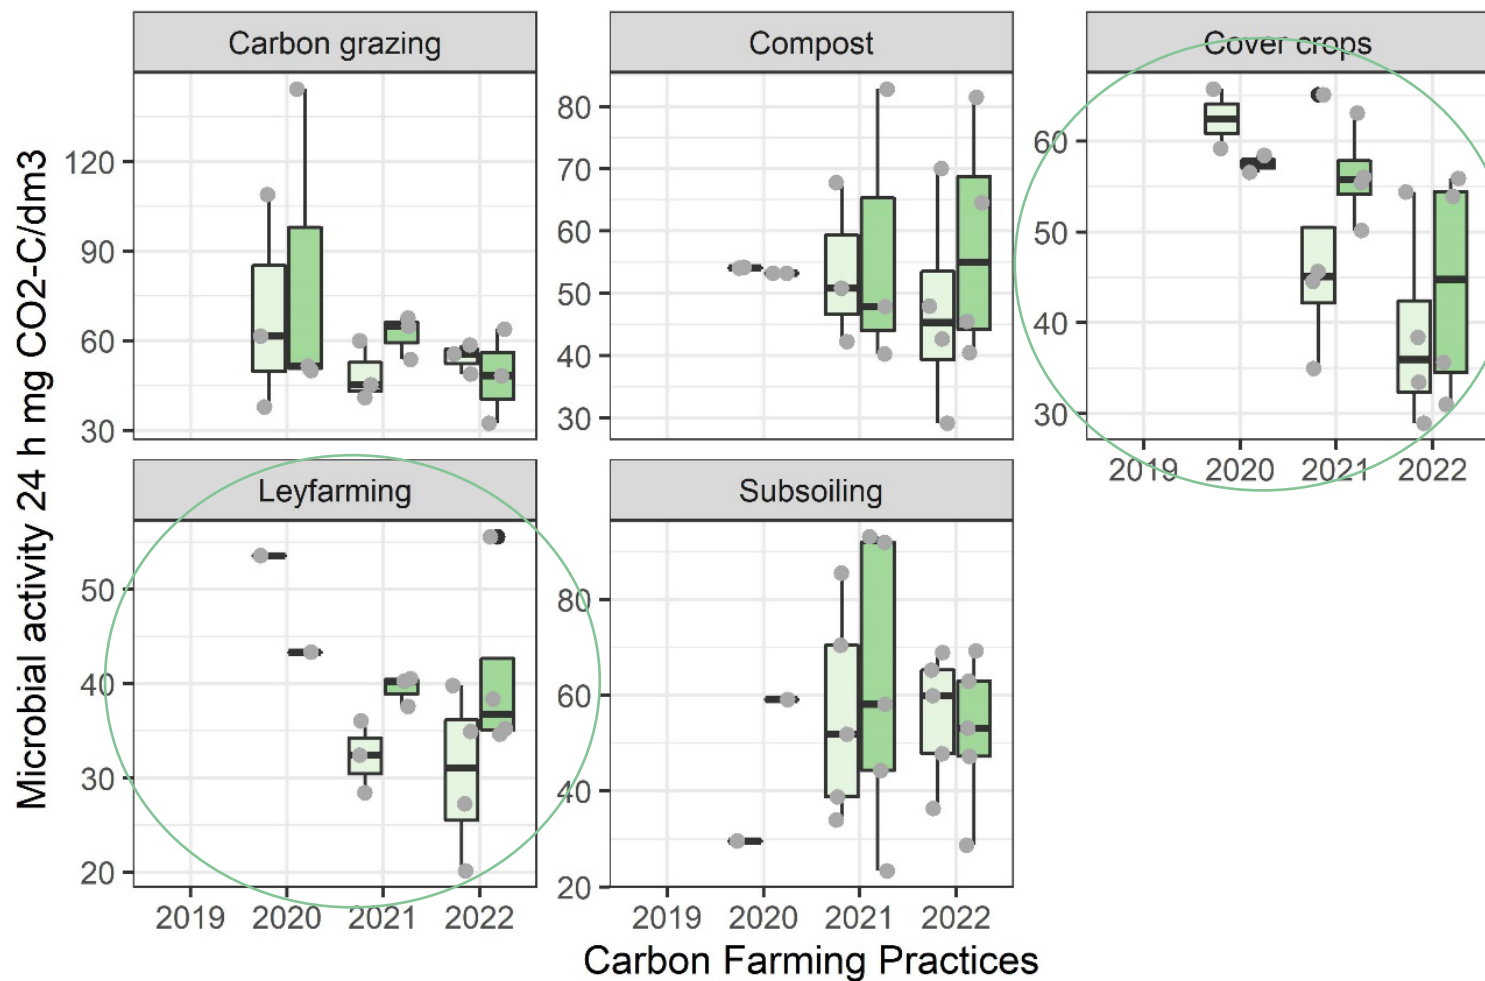 Carbon grazing
Compost
Cover crops
Microbial activity 24 h mg CO2-C/dm3
120
90
60
30
80
70
60
50
40
30
60
50
40
30
2019 2020 2021 2022
Leyfarming
Subsoiling
50
40
30
20
80
60
40
20
2019 2020 2021 2022
2019 2020 2021 2022
Carbon Farming Practices